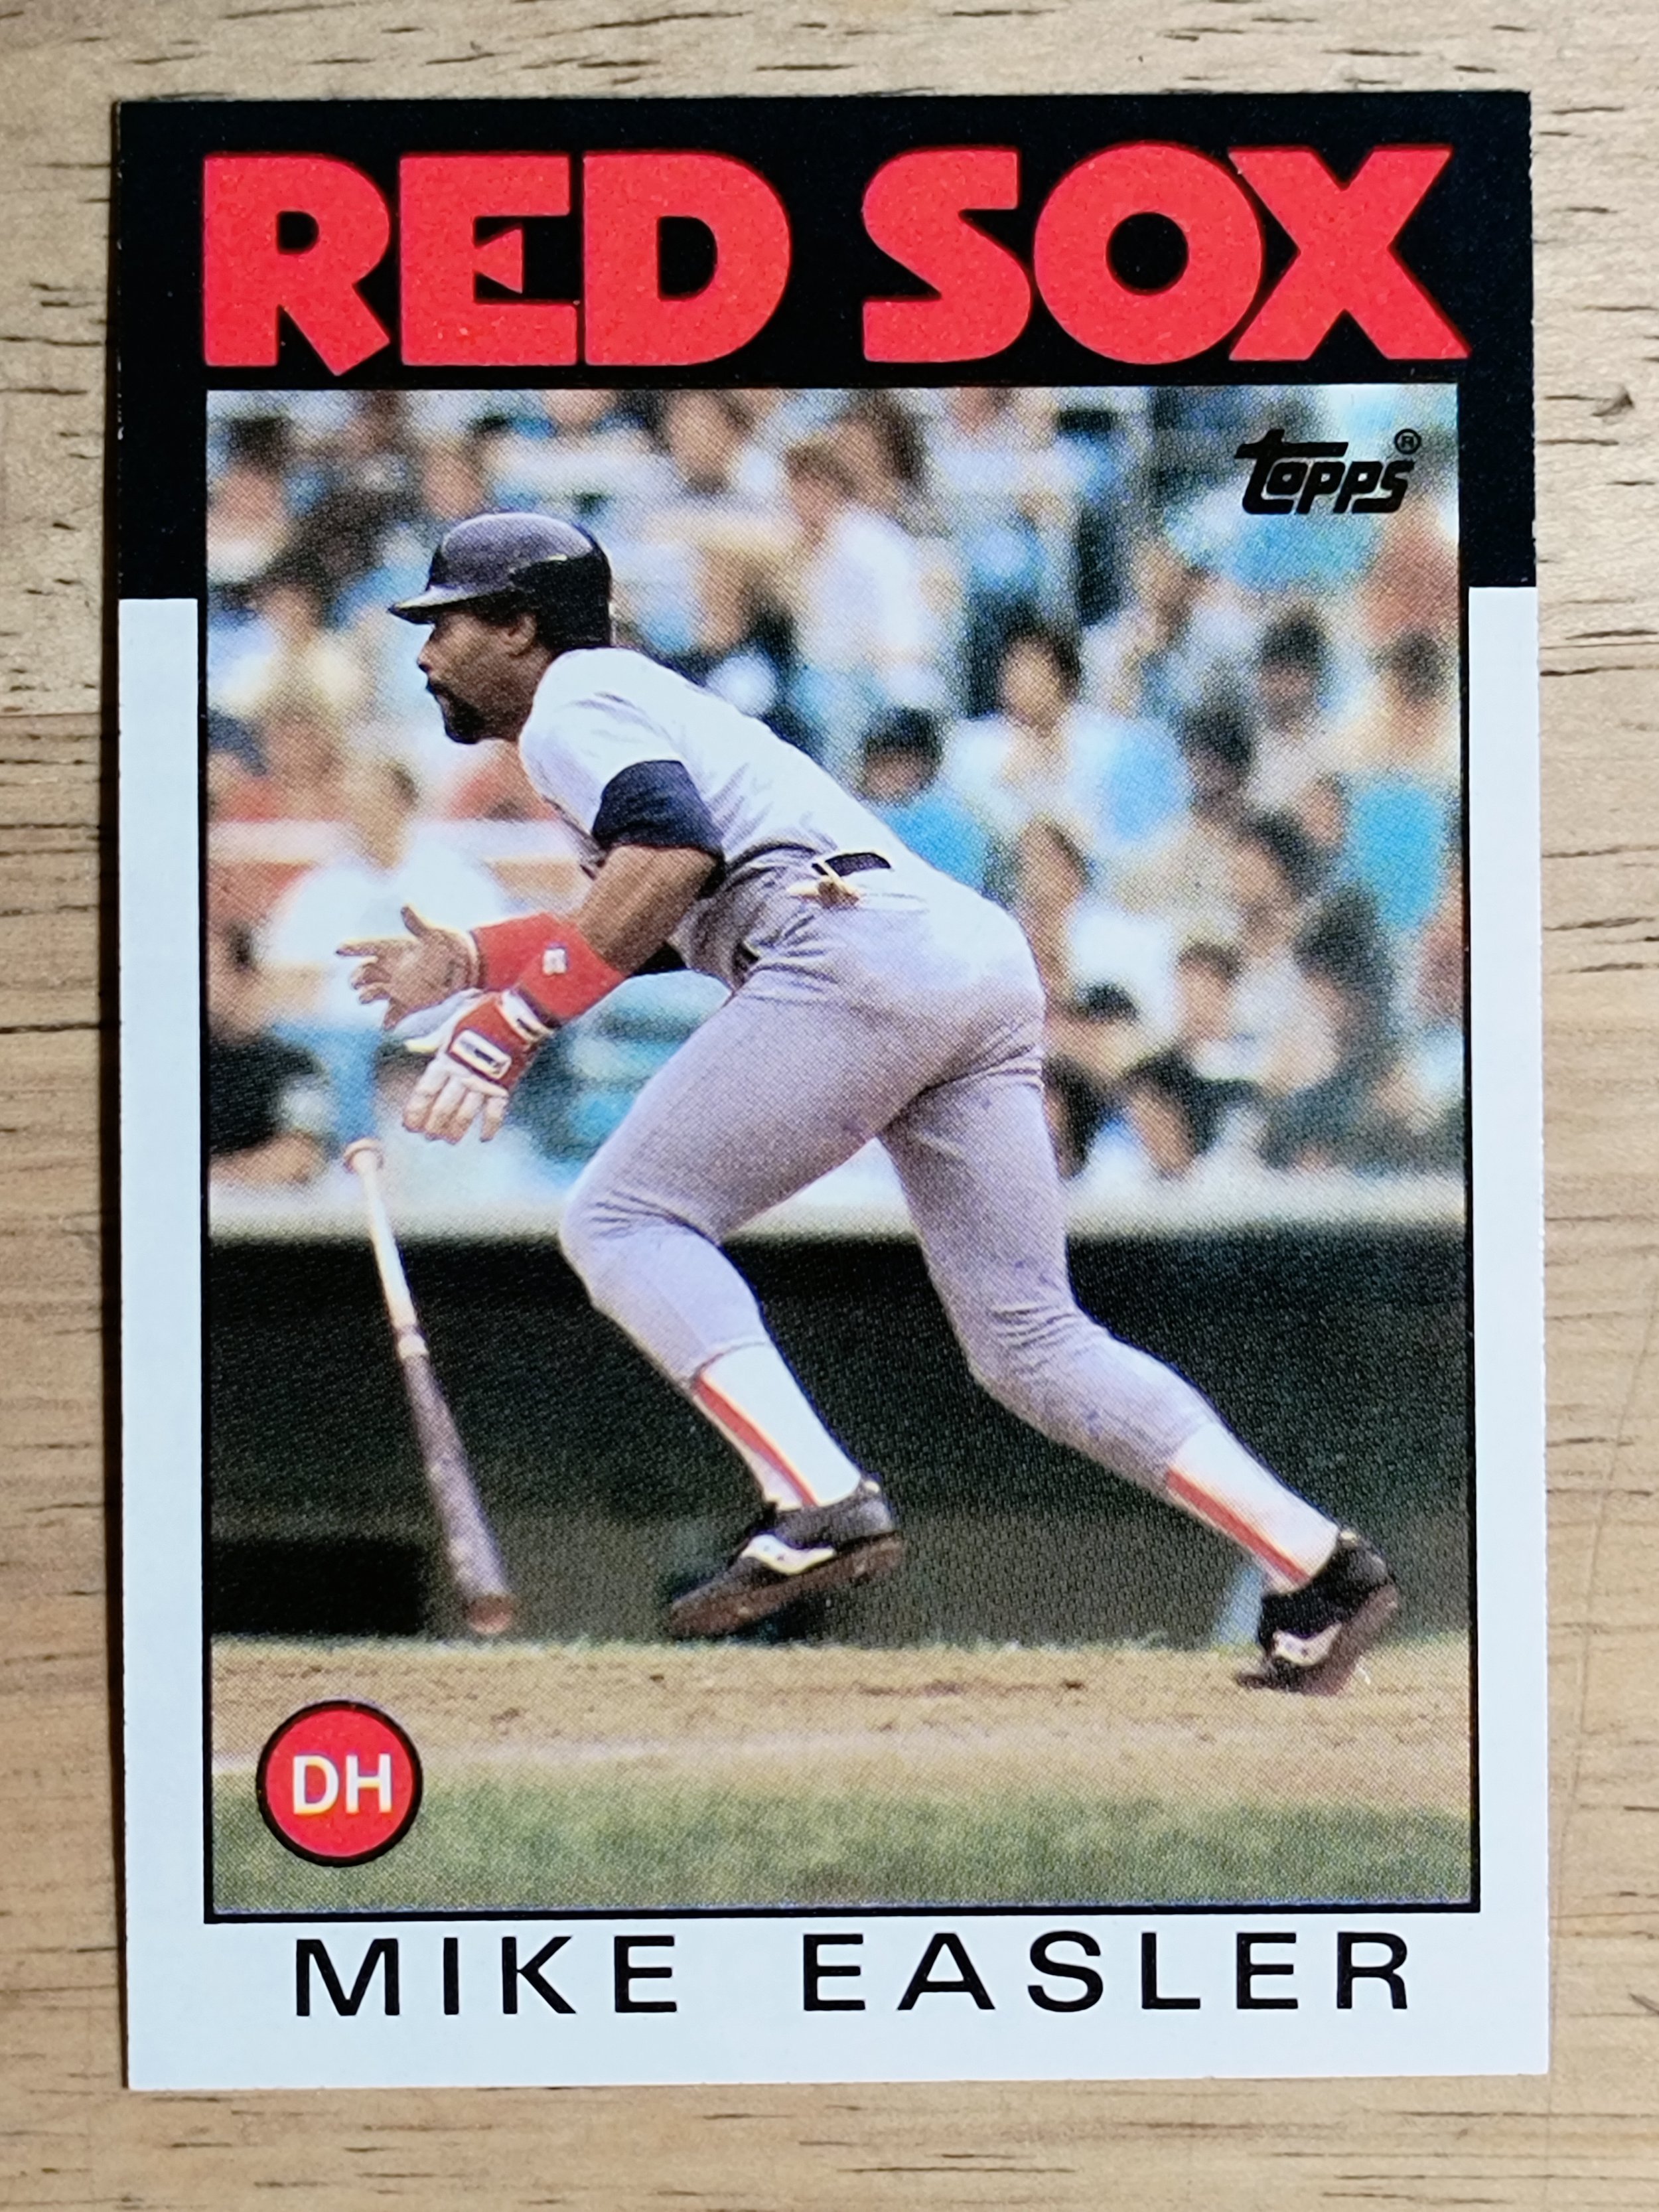 RED SOX
topps®
DH
MIKE EASLER